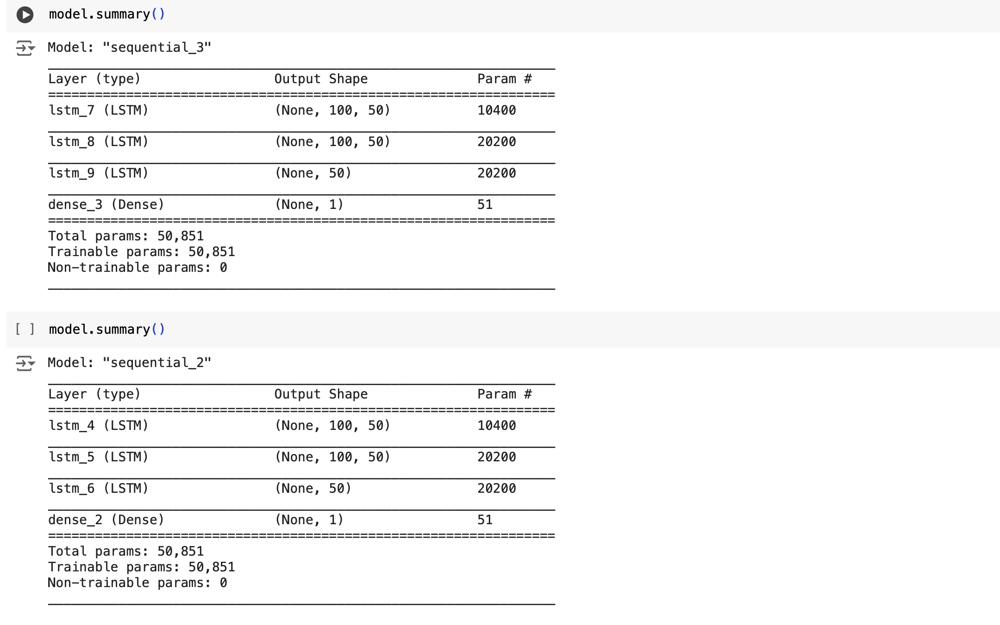 model.summary()
Model: "sequential_3"
_________________________________________________________________
Layer (type)                 Output Shape              Param #
=================================================================
lstm_7 (LSTM)                (None, 100, 50)           10400
_________________________________________________________________
lstm_8 (LSTM)                (None, 100, 50)           20200
_________________________________________________________________
lstm_9 (LSTM)                (None, 50)                20200
_________________________________________________________________
dense_3 (Dense)              (None, 1)                 51
=================================================================
Total params: 50,851
Trainable params: 50,851
Non-trainable params: 0
_________________________________________________________________
[ ] model.summary()
Model: "sequential_2"
_________________________________________________________________
Layer (type)                 Output Shape              Param #
=================================================================
lstm_4 (LSTM)                (None, 100, 50)           10400
_________________________________________________________________
lstm_5 (LSTM)                (None, 100, 50)           20200
_________________________________________________________________
lstm_6 (LSTM)                (None, 50)                20200
_________________________________________________________________
dense_2 (Dense)              (None, 1)                 51
=================================================================
Total params: 50,851
Trainable params: 50,851
Non-trainable params: 0
_________________________________________________________________